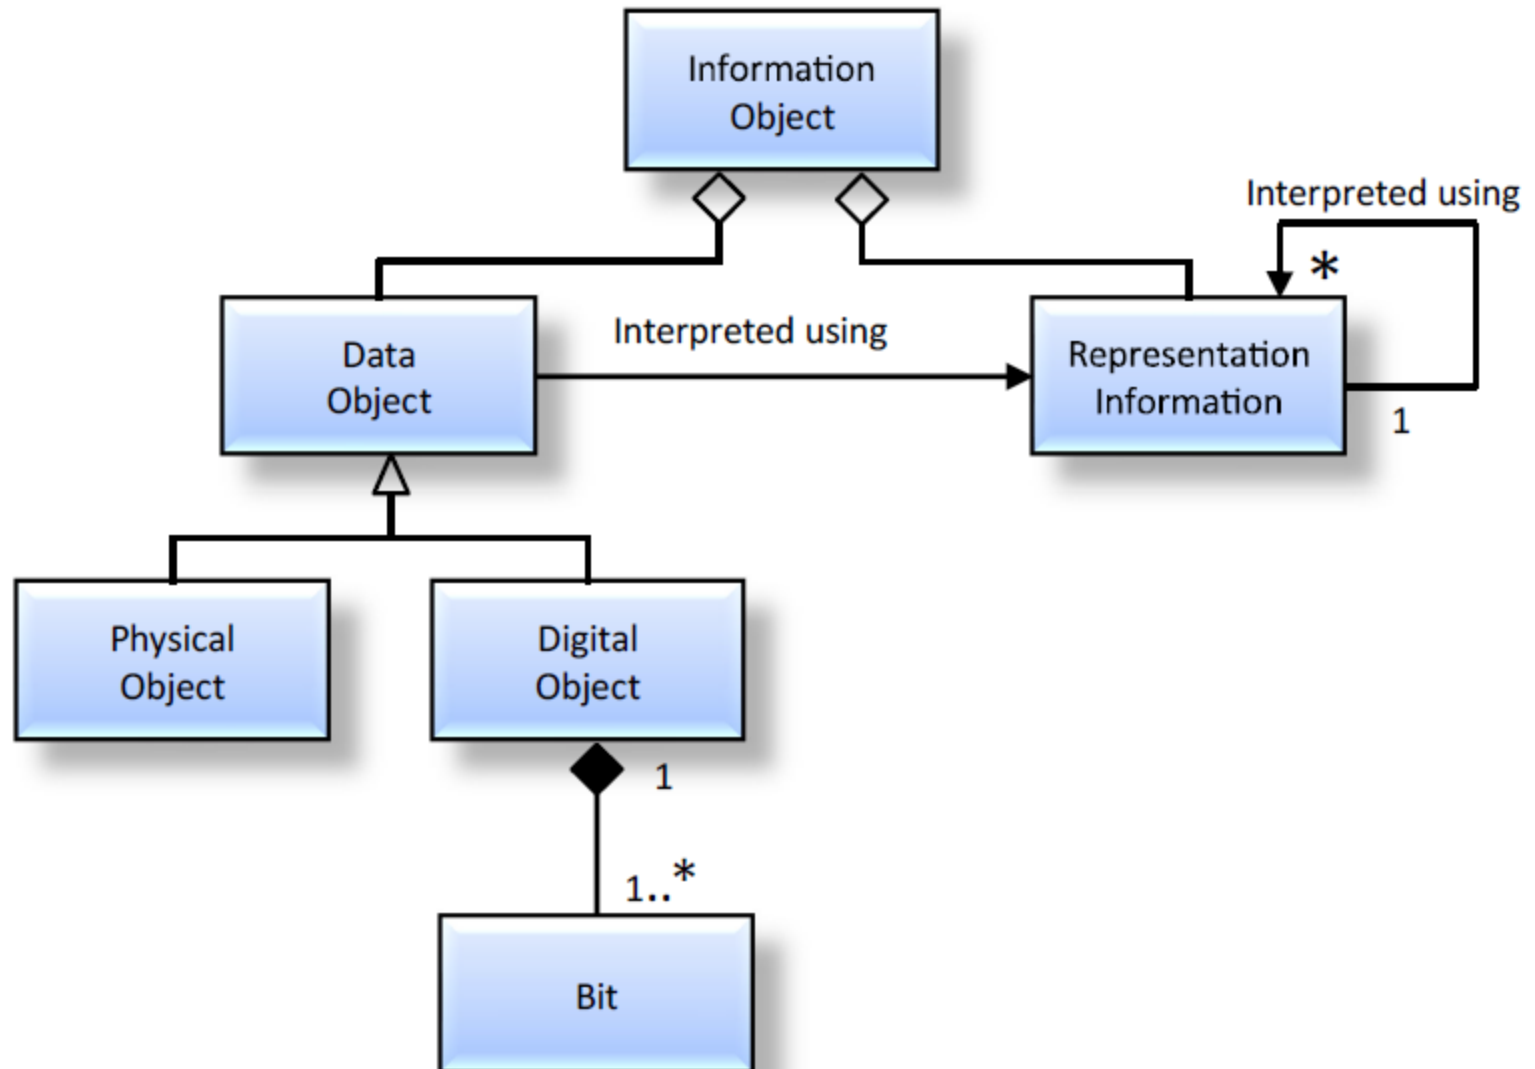 Information
Object
Interpreted using
*
Data
Object
Interpreted using
Representation
Information
1
Physical
Object
Digital
Object
1
1..*
Bit